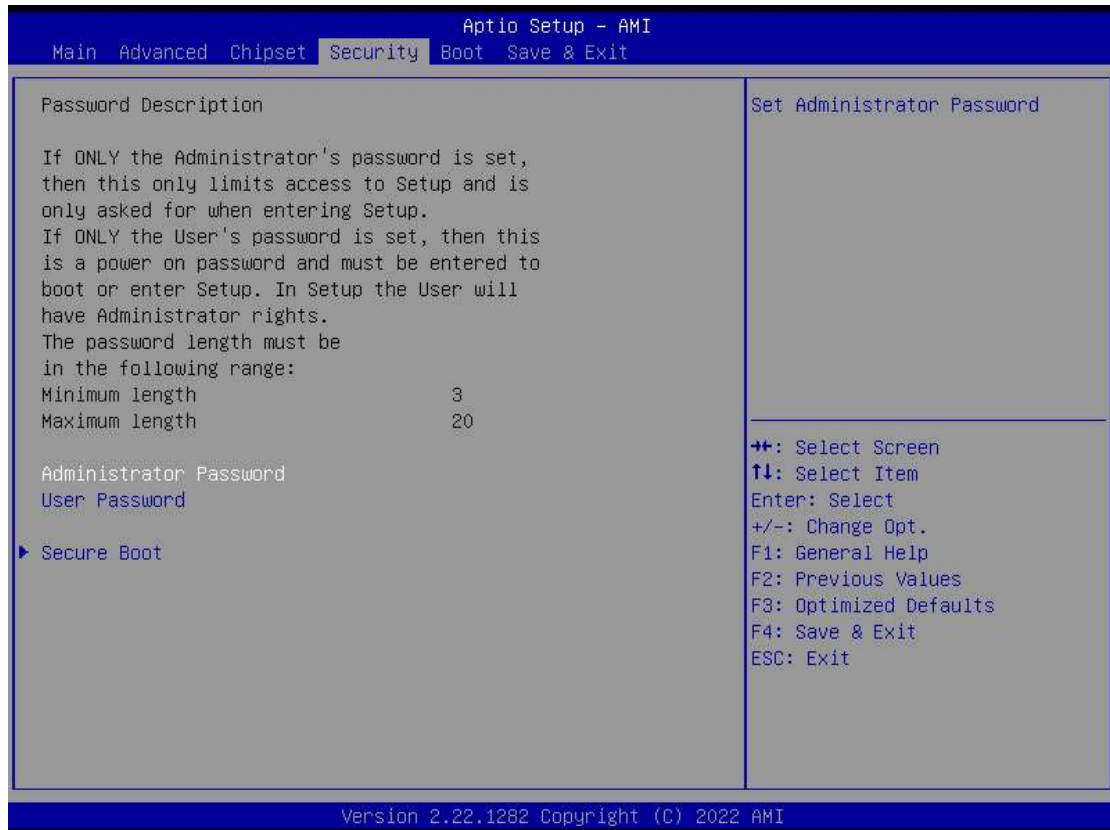 Aptio Setup - AMI
Main Advanced Chipset Security Boot Save & Exit
Password Description
If ONLY the Administrator's password is set,
then this only limits access to Setup and is
only asked for when entering Setup.
If ONLY the User's password is set, then this
is a power on password and must be entered to
boot or enter Setup. In Setup the User will
have Administrator rights.
The password length must be
in the following range:
Minimum length 3
Maximum length 20
Administrator Password
User Password
Secure Boot
Set Administrator Password
→←: Select Screen
↑↓: Select Item
Enter: Select
+/-: Change Opt.
F1: General Help
F2: Previous Values
F3: Optimized Defaults
F4: Save & Exit
ESC: Exit
Version 2.22.1282 Copyright (C) 2022 AMI